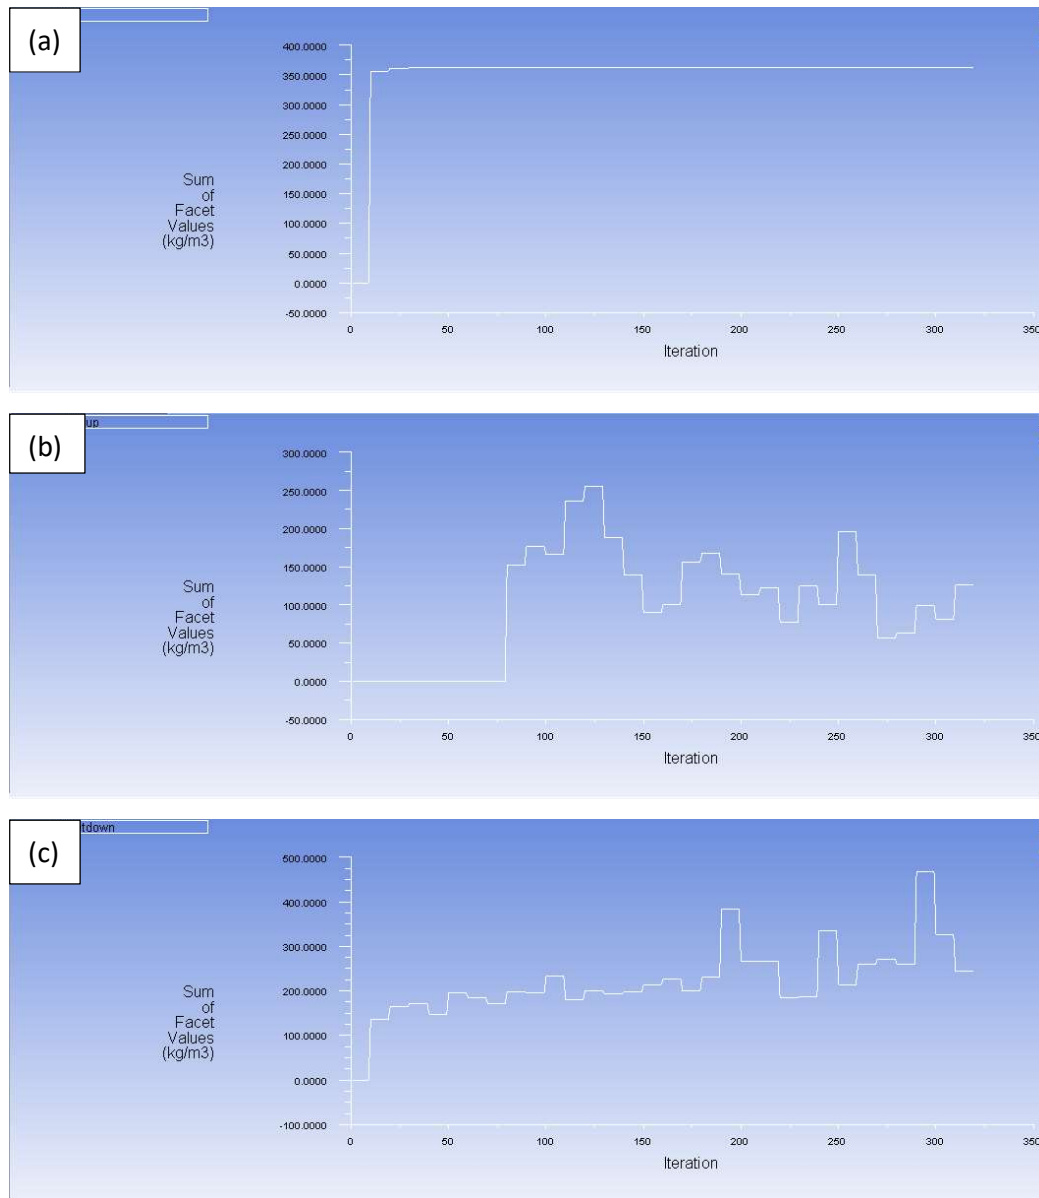 (a)
400.0000
350.0000
300.0000
250.0000
200.0000
150.0000
100.0000
50.0000
0.0000
-50.0000
Sum
of
Facet
Values
(kg/m3)
0 50 100 150 200 250 300 350
Iteration
(b)
up
300.0000
250.0000
200.0000
150.0000
100.0000
50.0000
0.0000
-50.0000
Sum
of
Facet
Values
(kg/m3)
0 50 100 150 200 250 300 350
Iteration
(c)
tdown
500.0000
400.0000
300.0000
200.0000
100.0000
0.0000
-100.0000
Sum
of
Facet
Values
(kg/m3)
0 50 100 150 200 250 300 350
Iteration